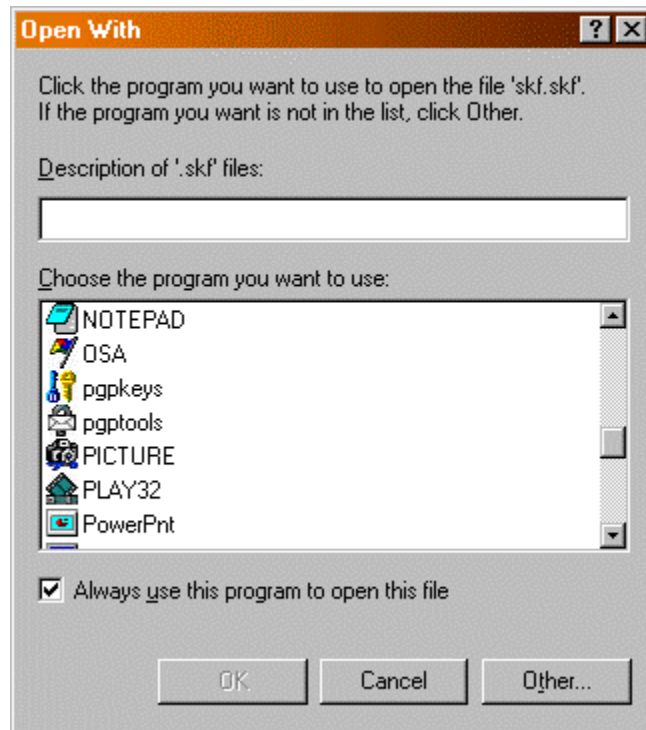 Open With
Click the program you want to use to open the file 'skf.skf'.
If the program you want is not in the list, click Other.
Description of '.skf' files:
Choose the program you want to use:
NOTEPAD
OSA
pgpkeys
pgptools
PICTURE
PLAY32
PowerPnt
Always use this program to open this file
OK
Cancel
Other...